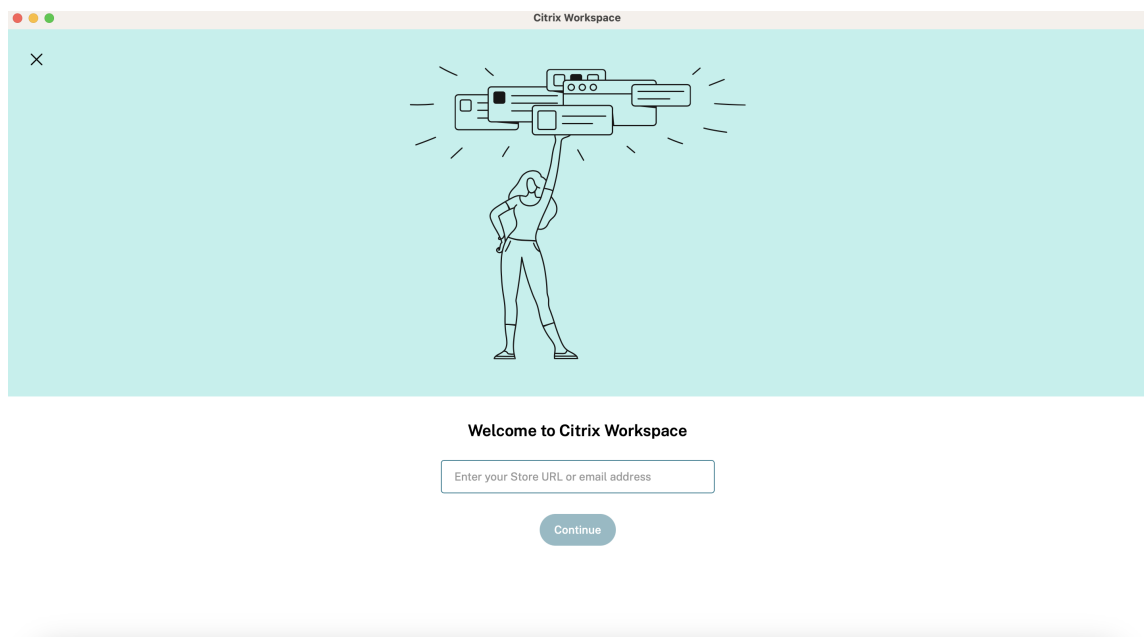 Citrix Workspace
Welcome to Citrix Workspace
Enter your Store URL or email address
Continue